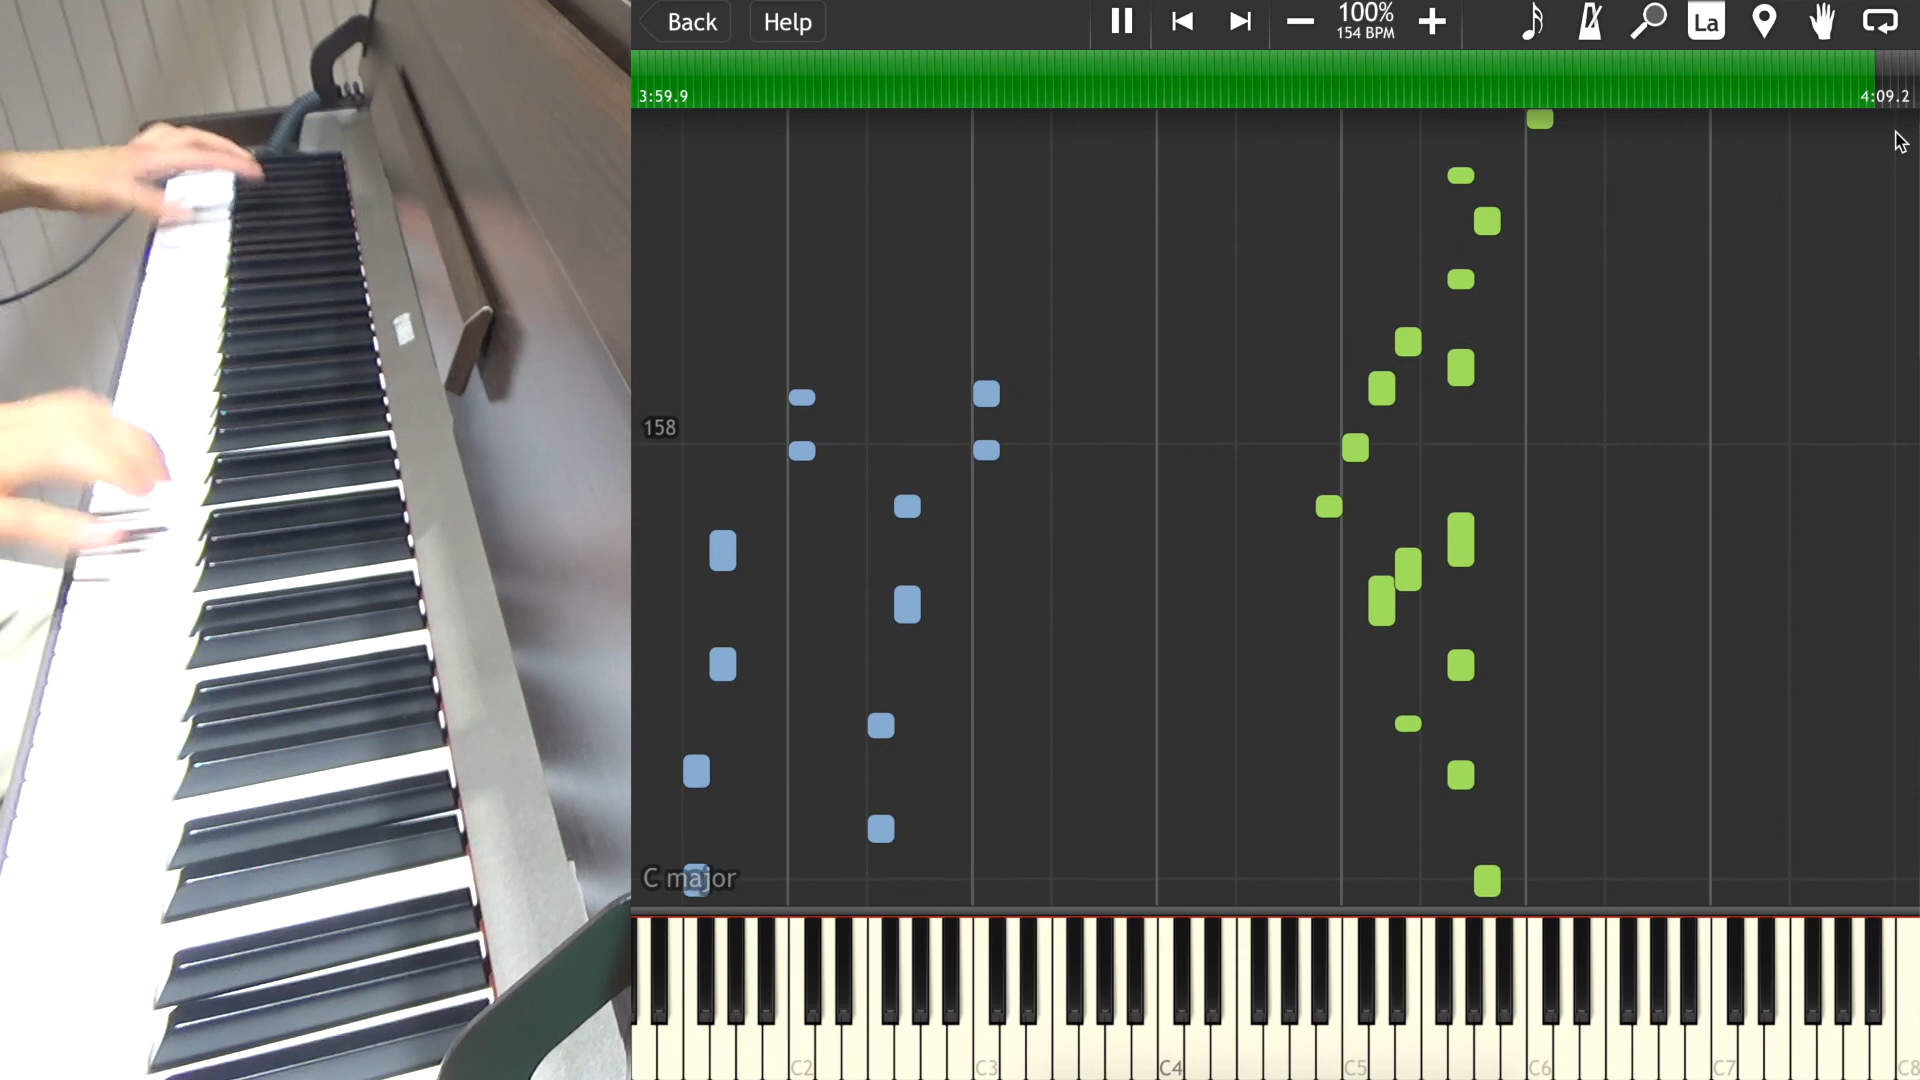 Back
Help
100%
154 BPM
La
3:59.9
4:09.2
158
C major
C2
C3
C4
C5
C6
C7
C8